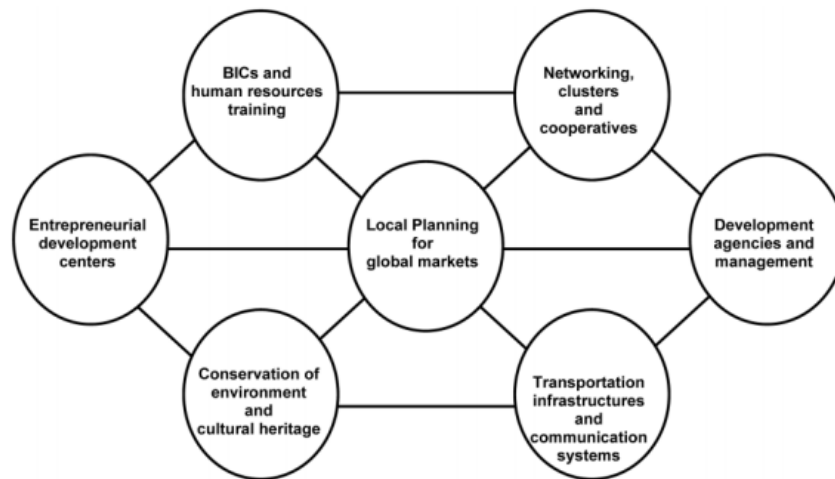 BICs and
human resources
training
Networking,
clusters
and
cooperatives
Entrepreneurial
development
centers
Local Planning
for
global markets
Development
agencies and
management
Conservation of
environment
and
cultural heritage
Transportation
infrastructures
and
communication
systems